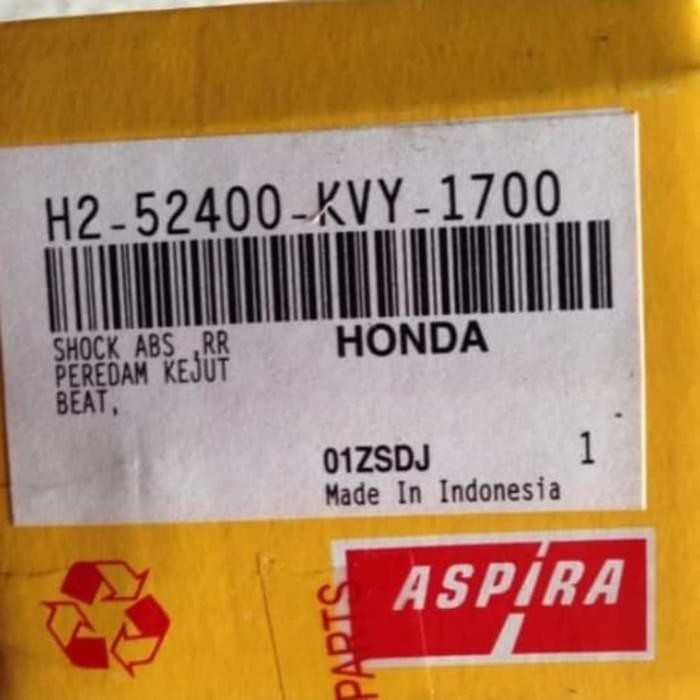 H2-52400-KVY-1700
SHOCK ABS ,RR
HONDA
PEREDAM KEJUT
BEAT,
01ZSDJ
1
Made In Indonesia
ASPIRA
PARTS